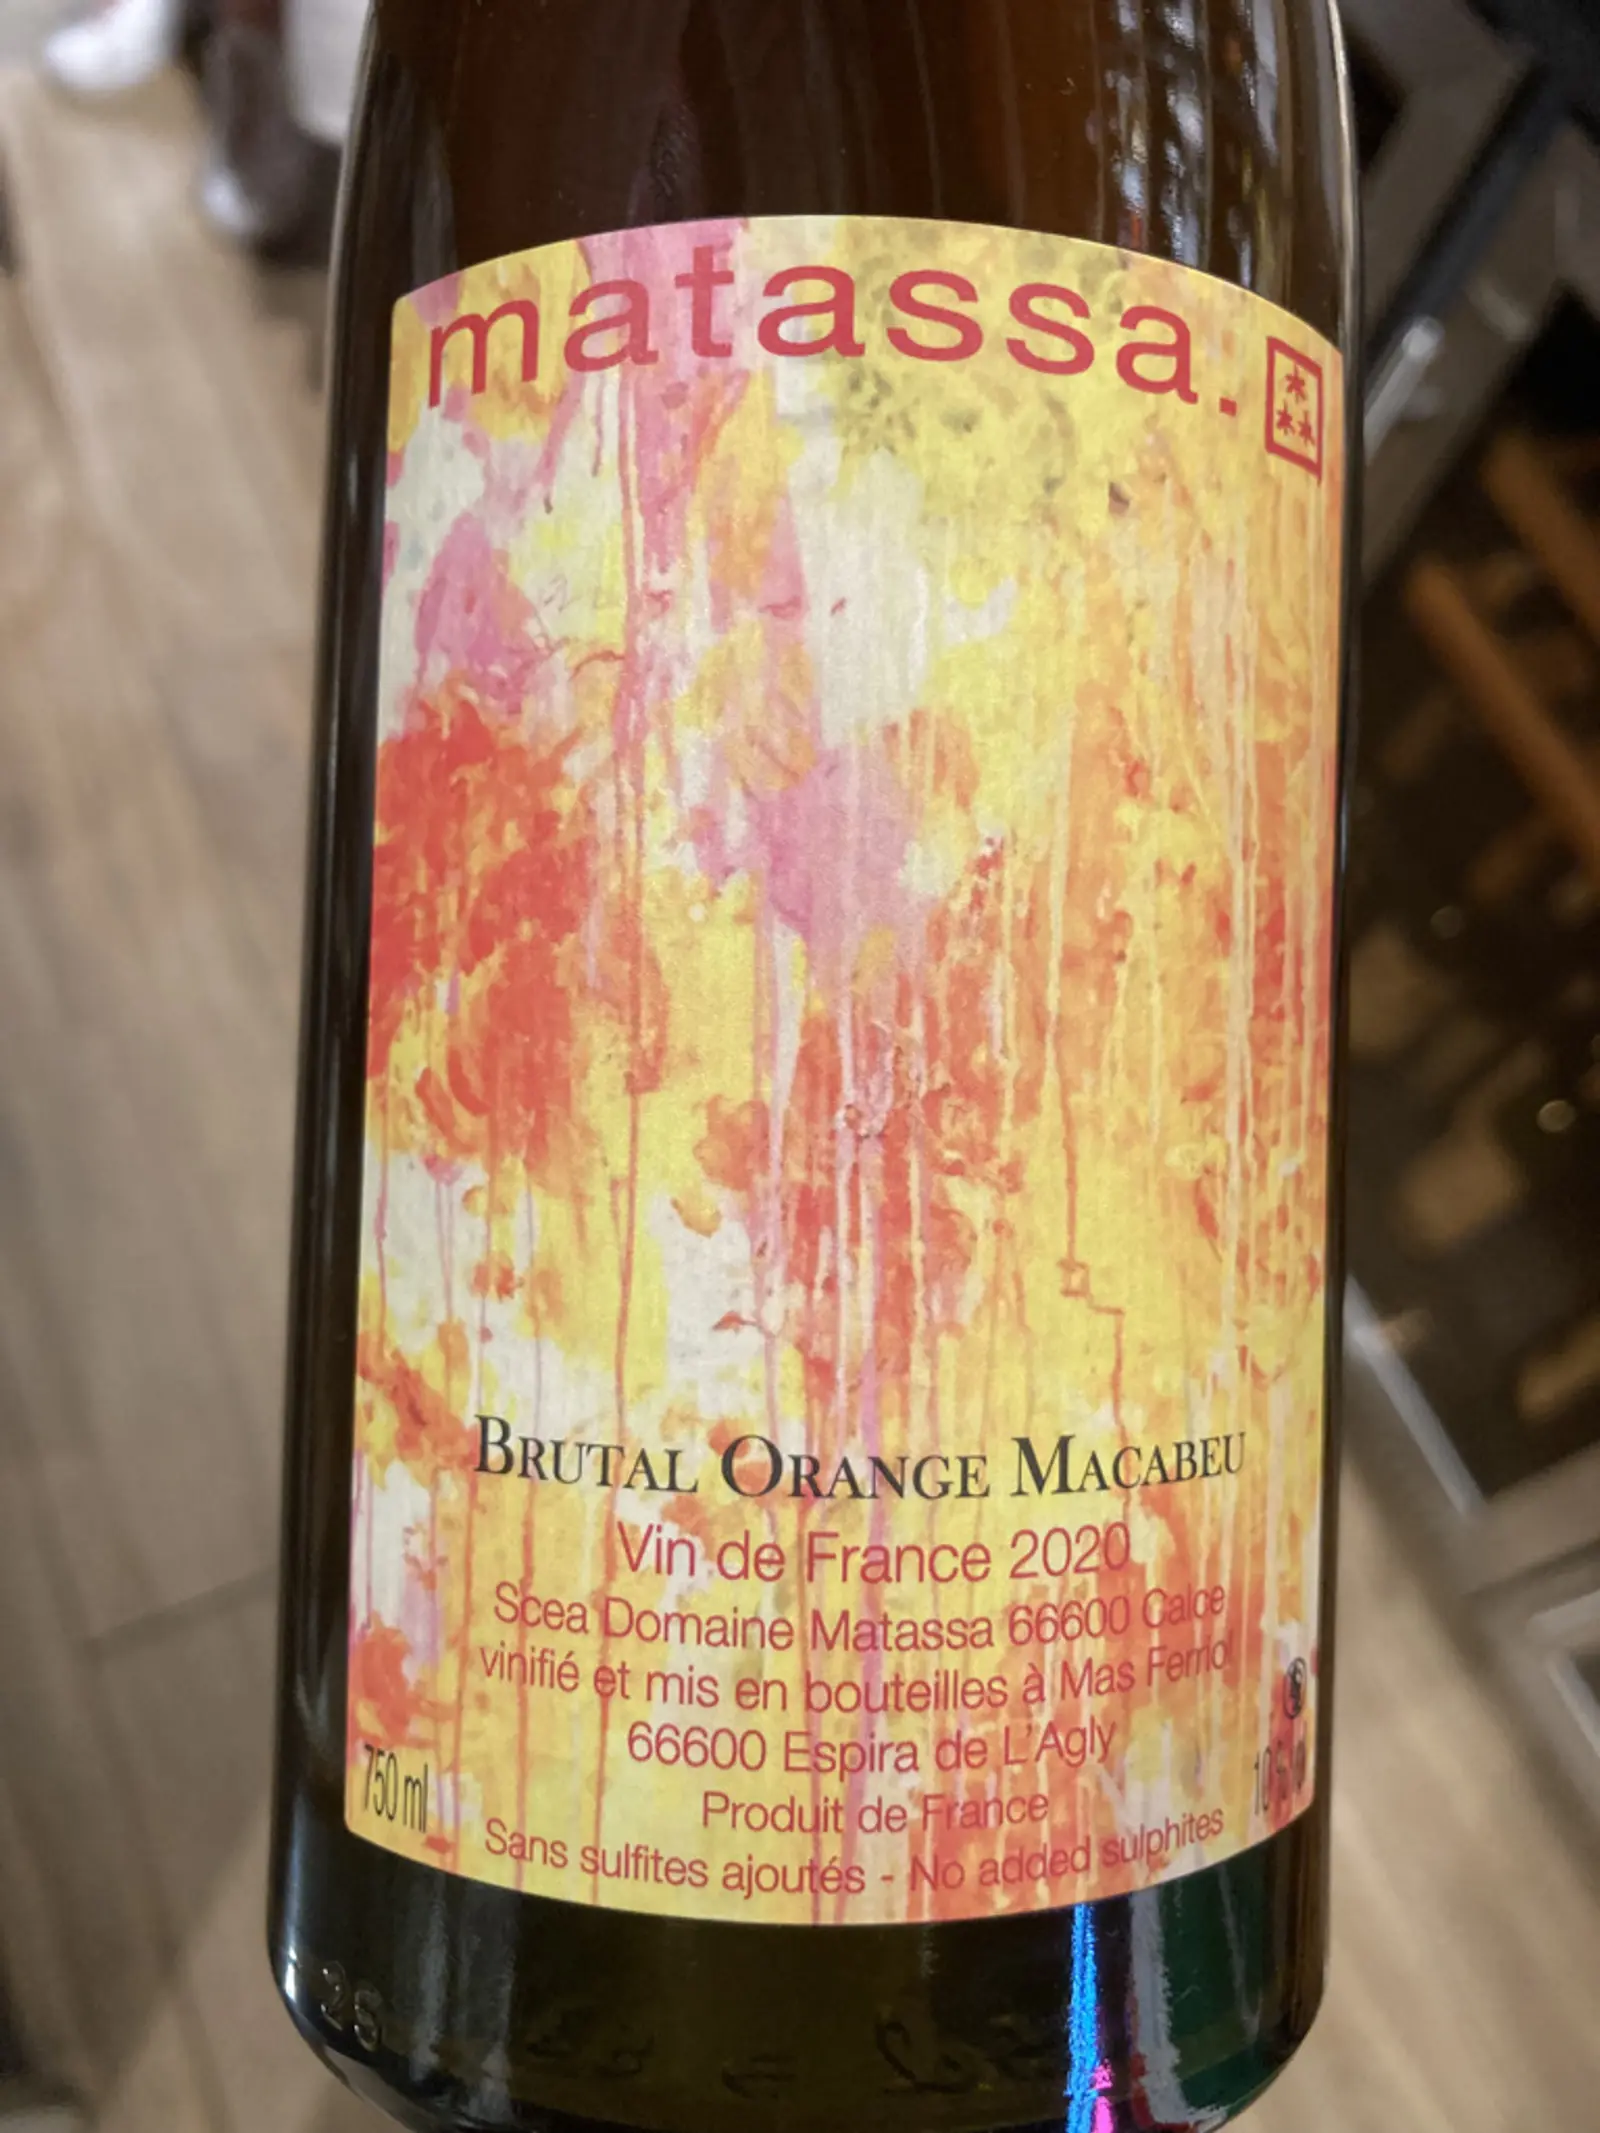 matassa.
BRUTAL ORANGE MACABEU
Vin de France 2020
Scea Domaine Matassa 66600 Calce
vinifié et mis en bouteilles à Mas Ferriol
66600 Espira de L'Agly
750 ml
Produit de France
Sans sulfites ajoutés - No added sulphites
26